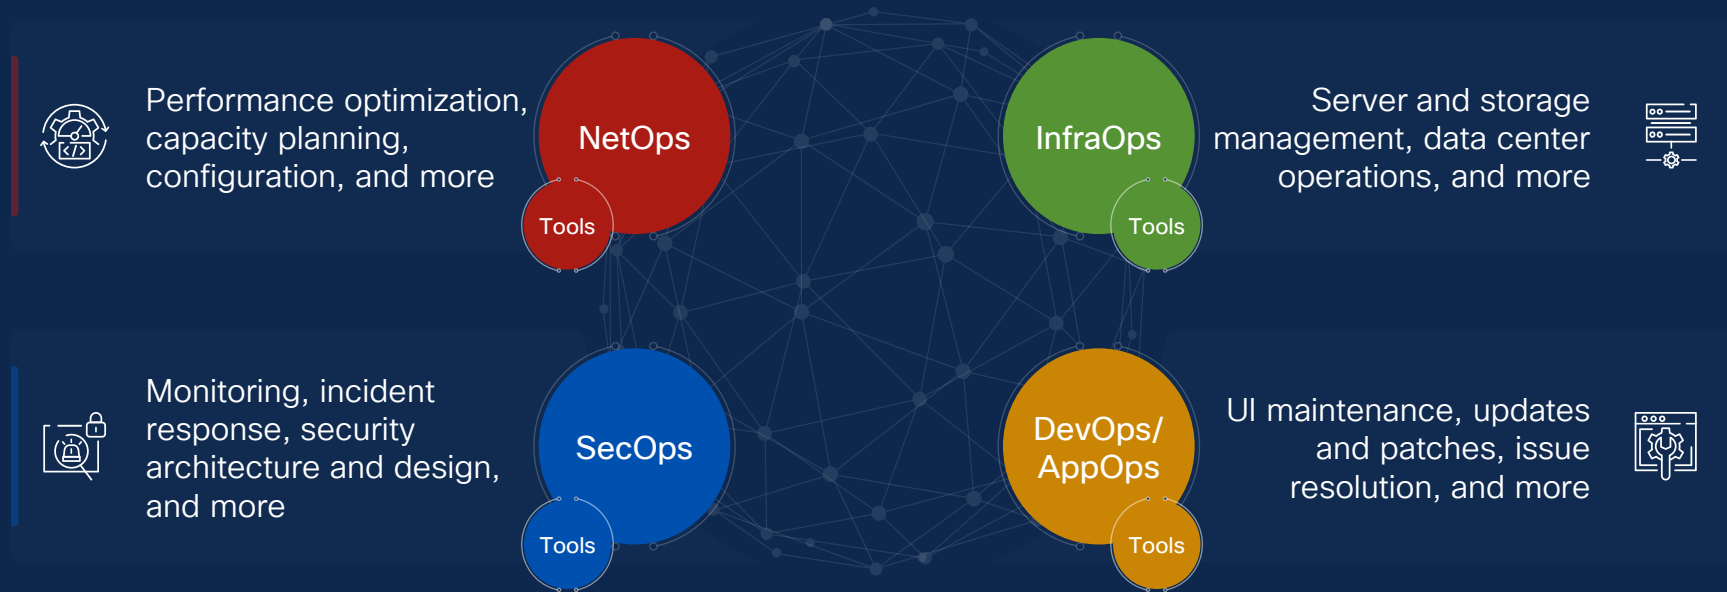 Performance optimization,
capacity planning,
configuration, and more
NetOps
Tools
InfraOps
Tools
Server and storage
management, data center
operations, and more
Monitoring, incident
response, security
architecture and design,
and more
SecOps
Tools
DevOps/
AppOps
Tools
UI maintenance, updates
and patches, issue
resolution, and more